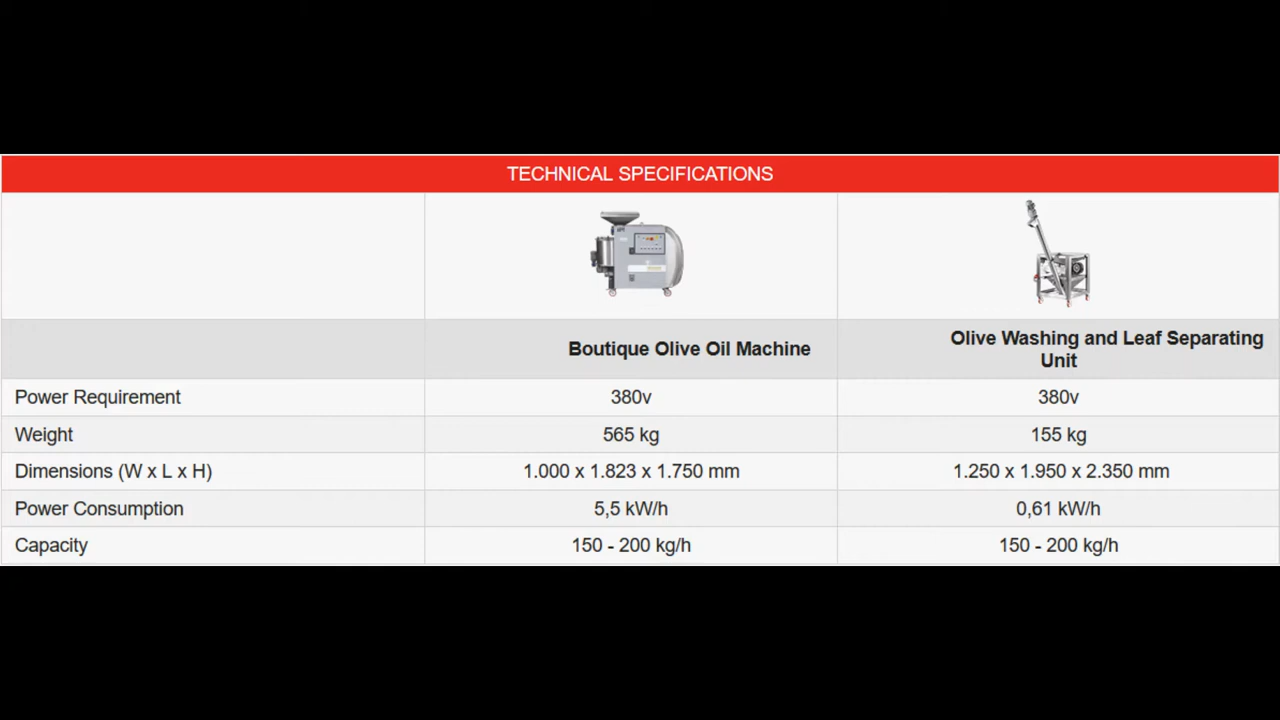 TECHNICAL SPECIFICATIONS
Boutique Olive Oil Machine
Olive Washing and Leaf Separating
Unit
Power Requirement 380v 380v
Weight 565 kg 155 kg
Dimensions (W x L x H) 1.000 x 1.823 x 1.750 mm 1.250 x 1.950 x 2.350 mm
Power Consumption 5,5 kW/h 0,61 kW/h
Capacity 150 - 200 kg/h 150 - 200 kg/h